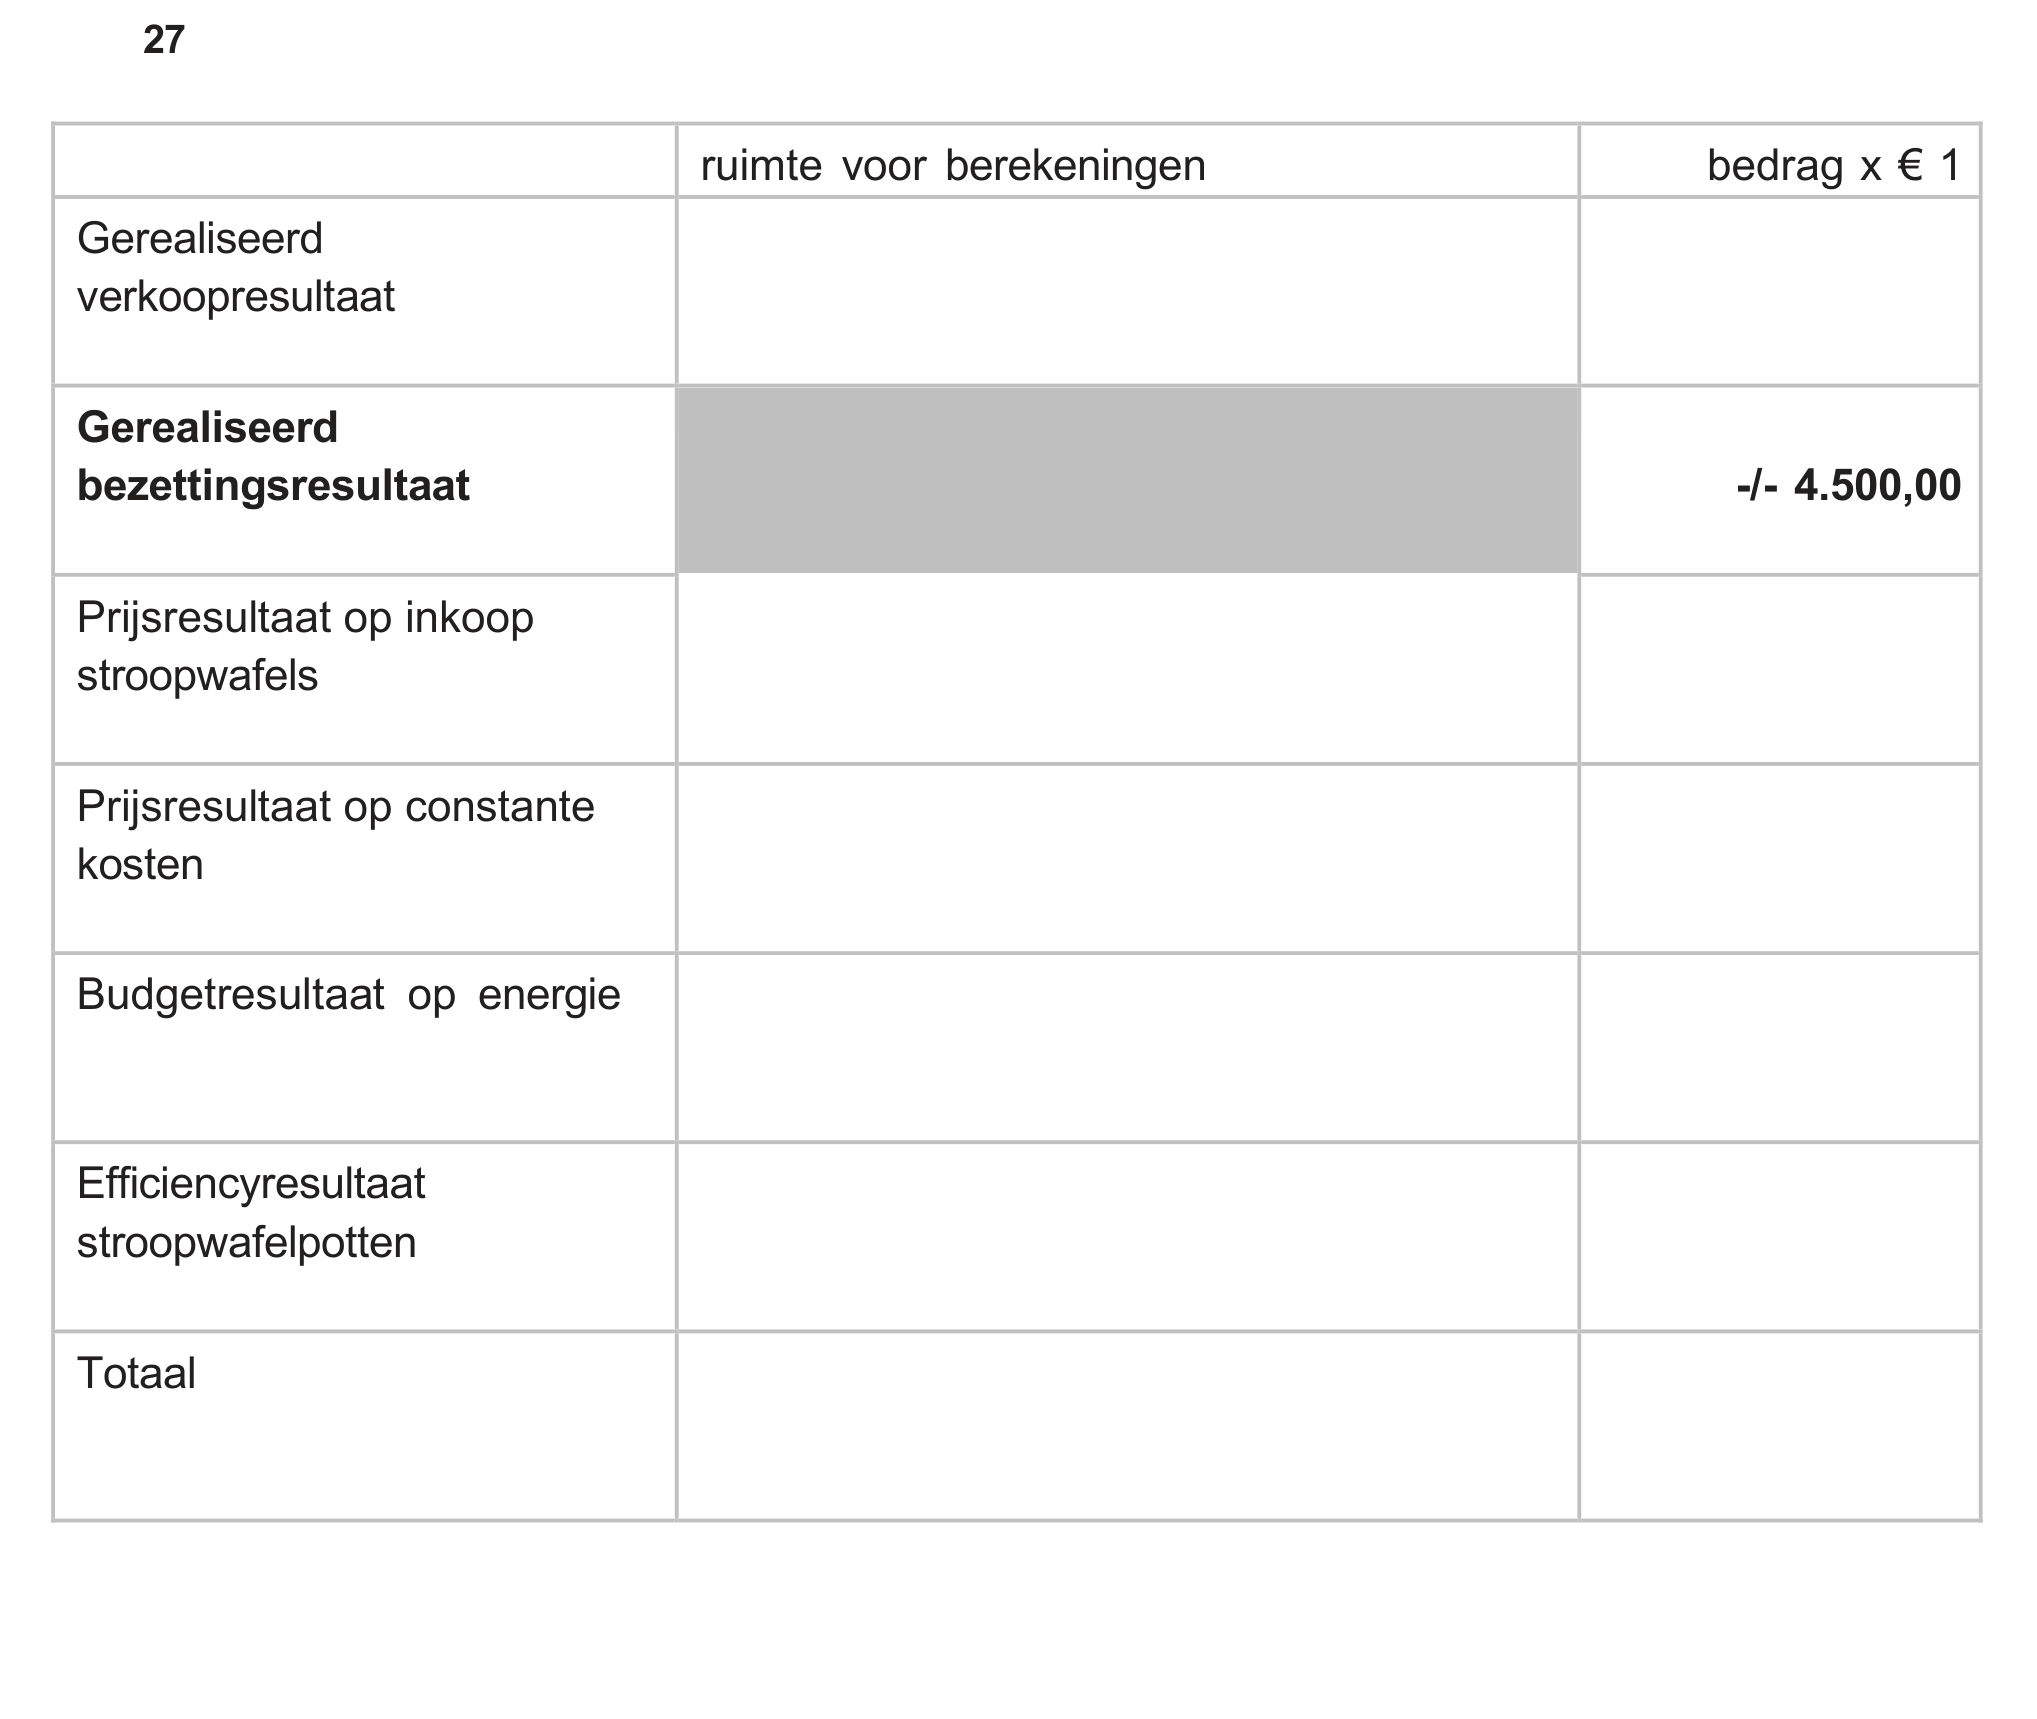 27
ruimte voor berekeningen
bedrag x € 1
Gerealiseerd
verkoopresultaat
Gerealiseerd
bezettingsresultaat
-/- 4.500,00
Prijsresultaat op inkoop
stroopwafels
Prijsresultaat op constante
kosten
Budgetresultaat op energie
Efficiencyresultaat
stroopwafelpotten
Totaal